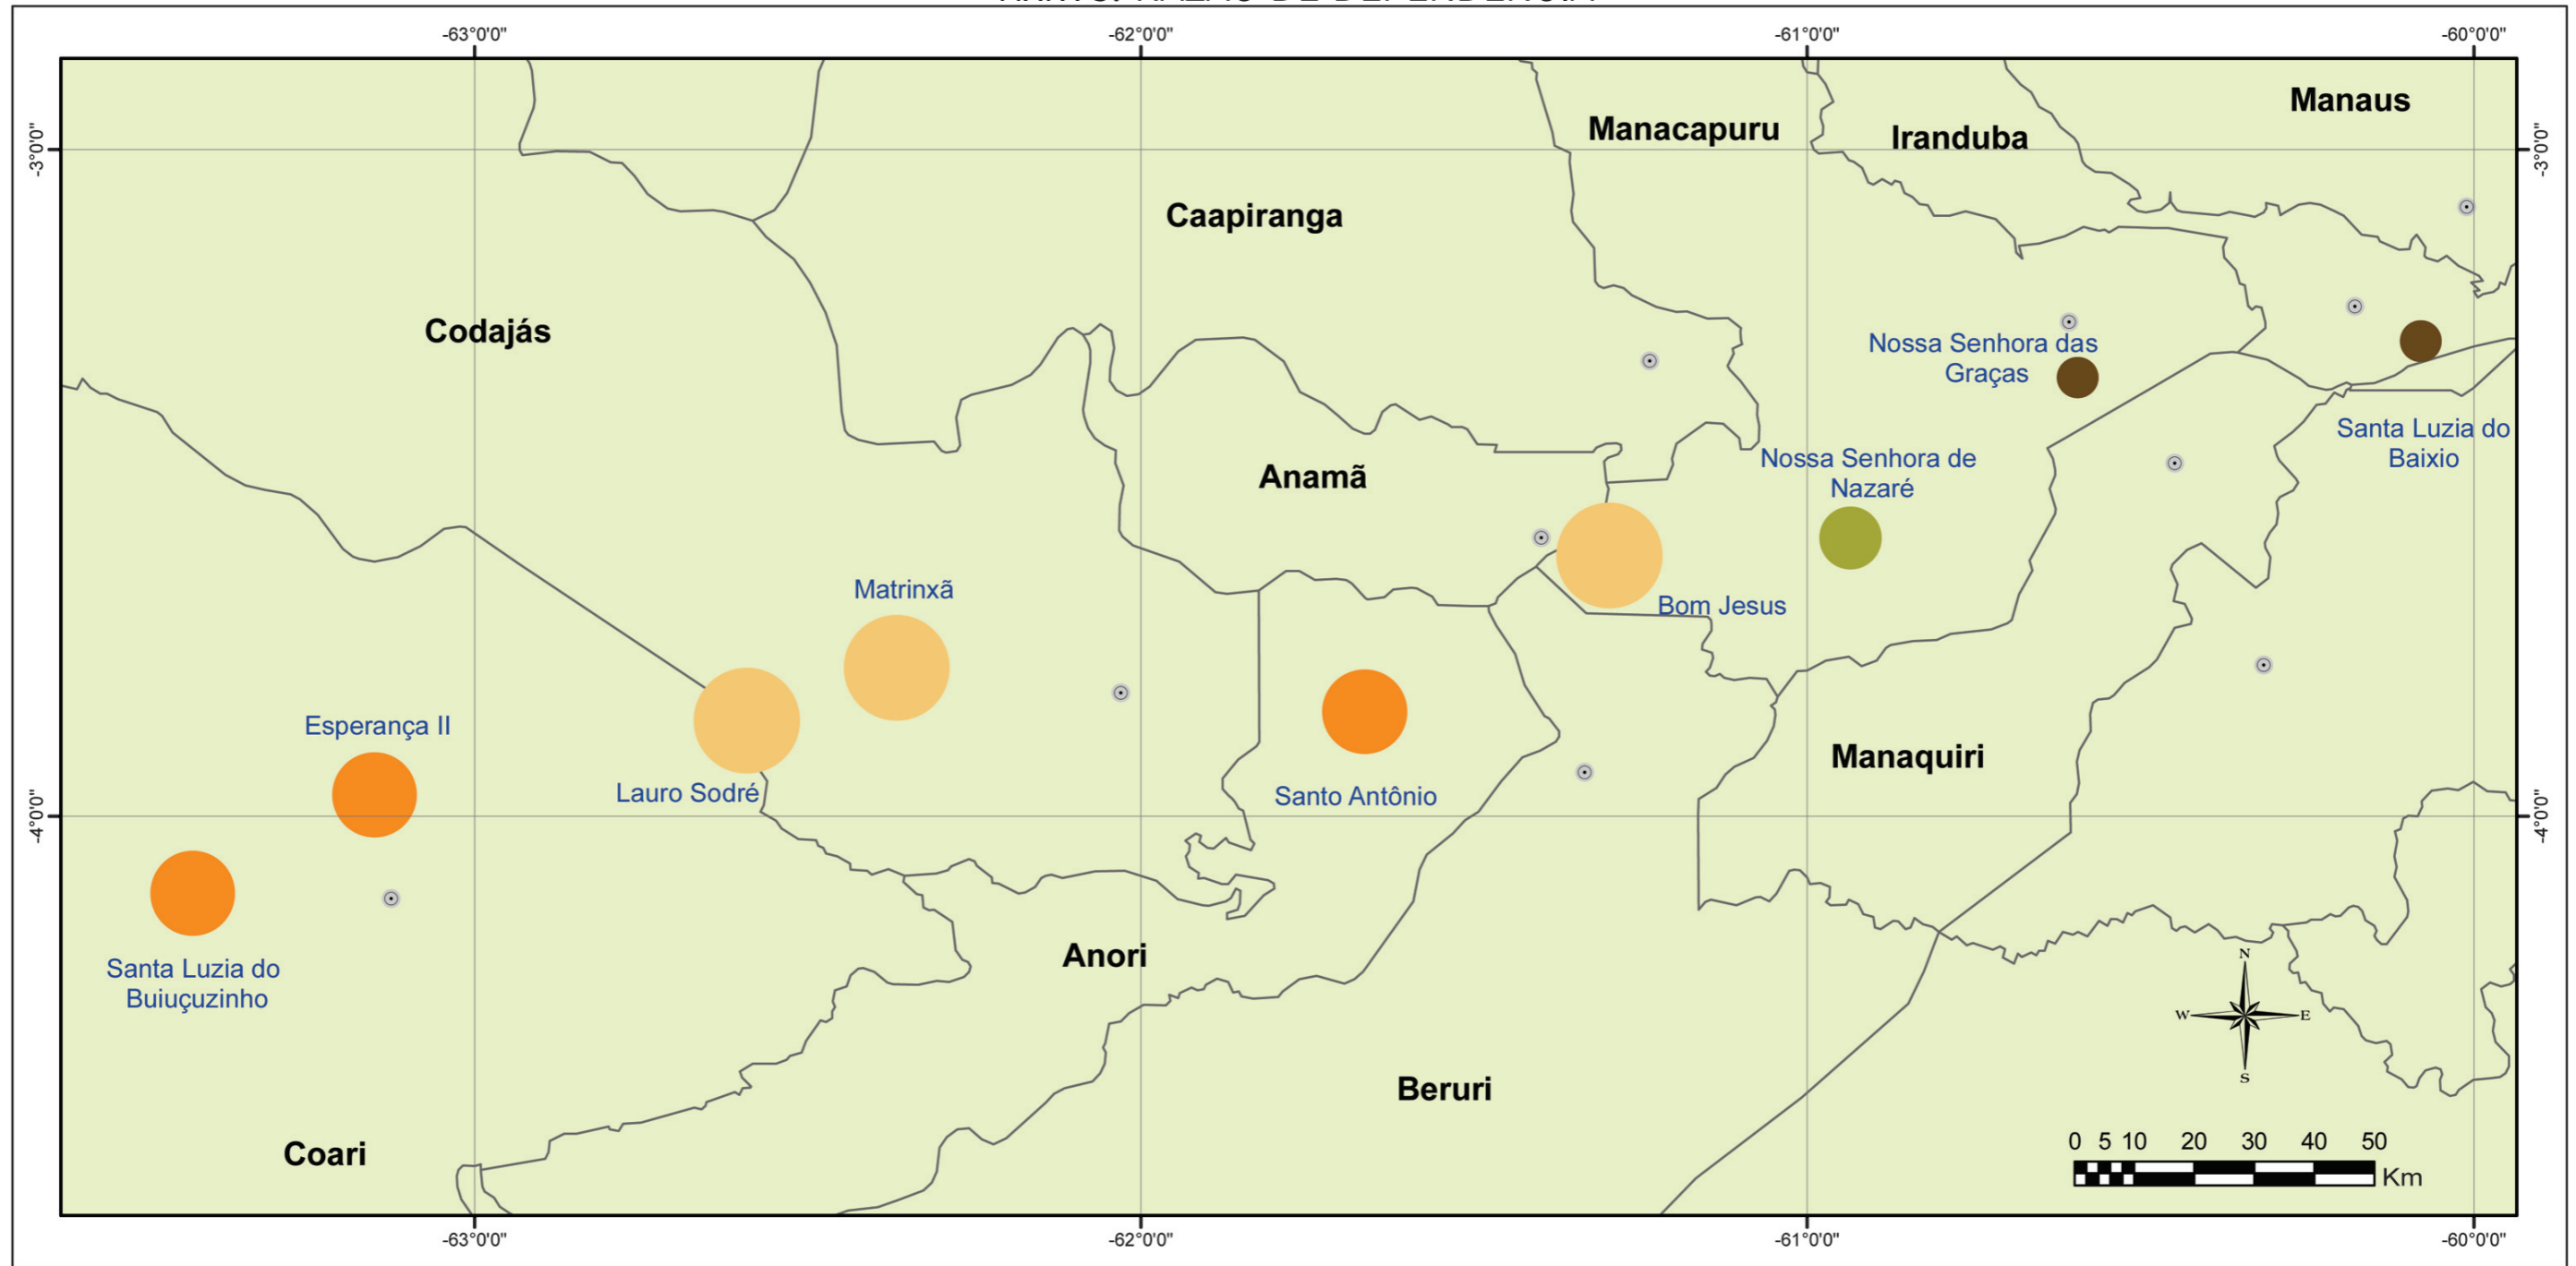 RAZÃO DE DEPENDÊNCIA
-63°0'0" -62°0'0" -61°0'0" -60°0'0"
Manaus
Manacapuru
Iranduba
-3°0'0"
-3°0'0"
Caapiranga
Codajás
Nossa Senhora das
Graças
Santa Luzia do
Baixio
Nossa Senhora de
Nazaré
Anamã
Matrinxã
Bom Jesus
Esperança II
Lauro Sodré
Santo Antônio
Manaquiri
-4°0'0"
-4°0'0"
Santa Luzia do
Buiuçuzinho
Anori
N
W E
S
Beruri
Coari
0 5 10 20 30 40 50
Km
-63°0'0" -62°0'0" -61°0'0" -60°0'0"